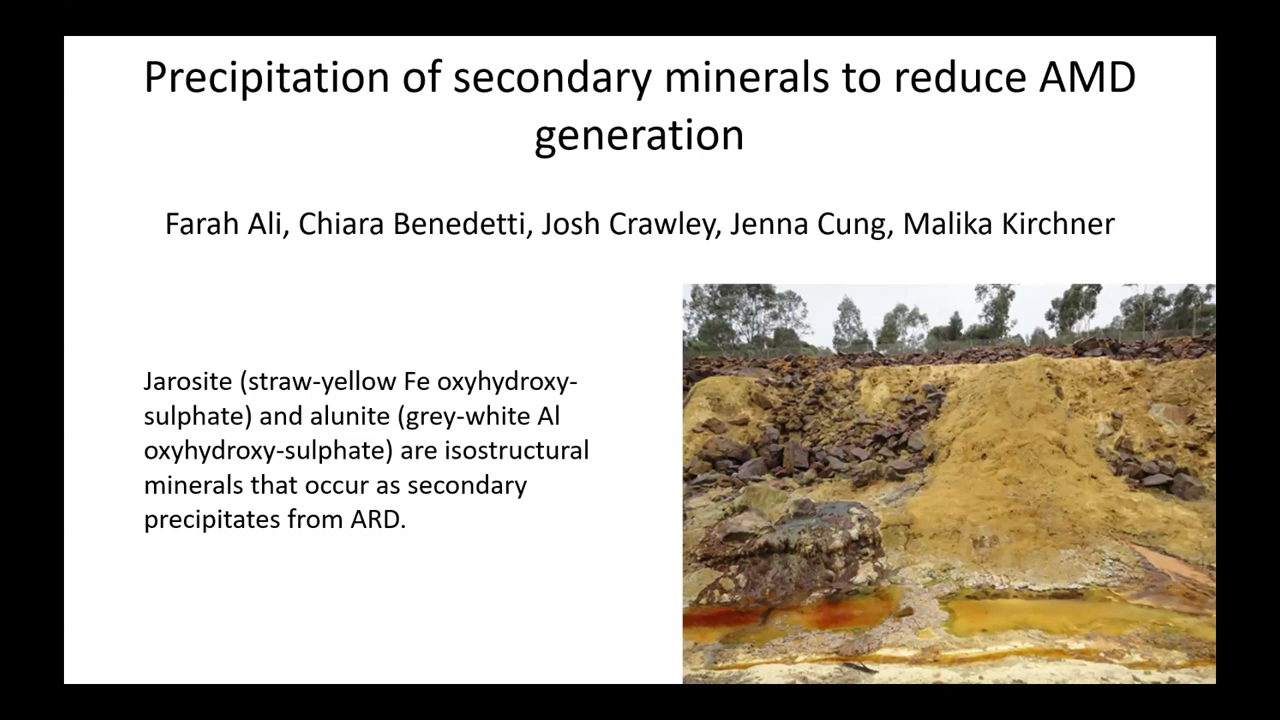 Precipitation of secondary minerals to reduce AMD
generation
Farah Ali, Chiara Benedetti, Josh Crawley, Jenna Cung, Malika Kirchner
Jarosite (straw-yellow Fe oxyhydroxy-
sulphate) and alunite (grey-white Al
oxyhydroxy-sulphate) are isostructural
minerals that occur as secondary
precipitates from ARD.